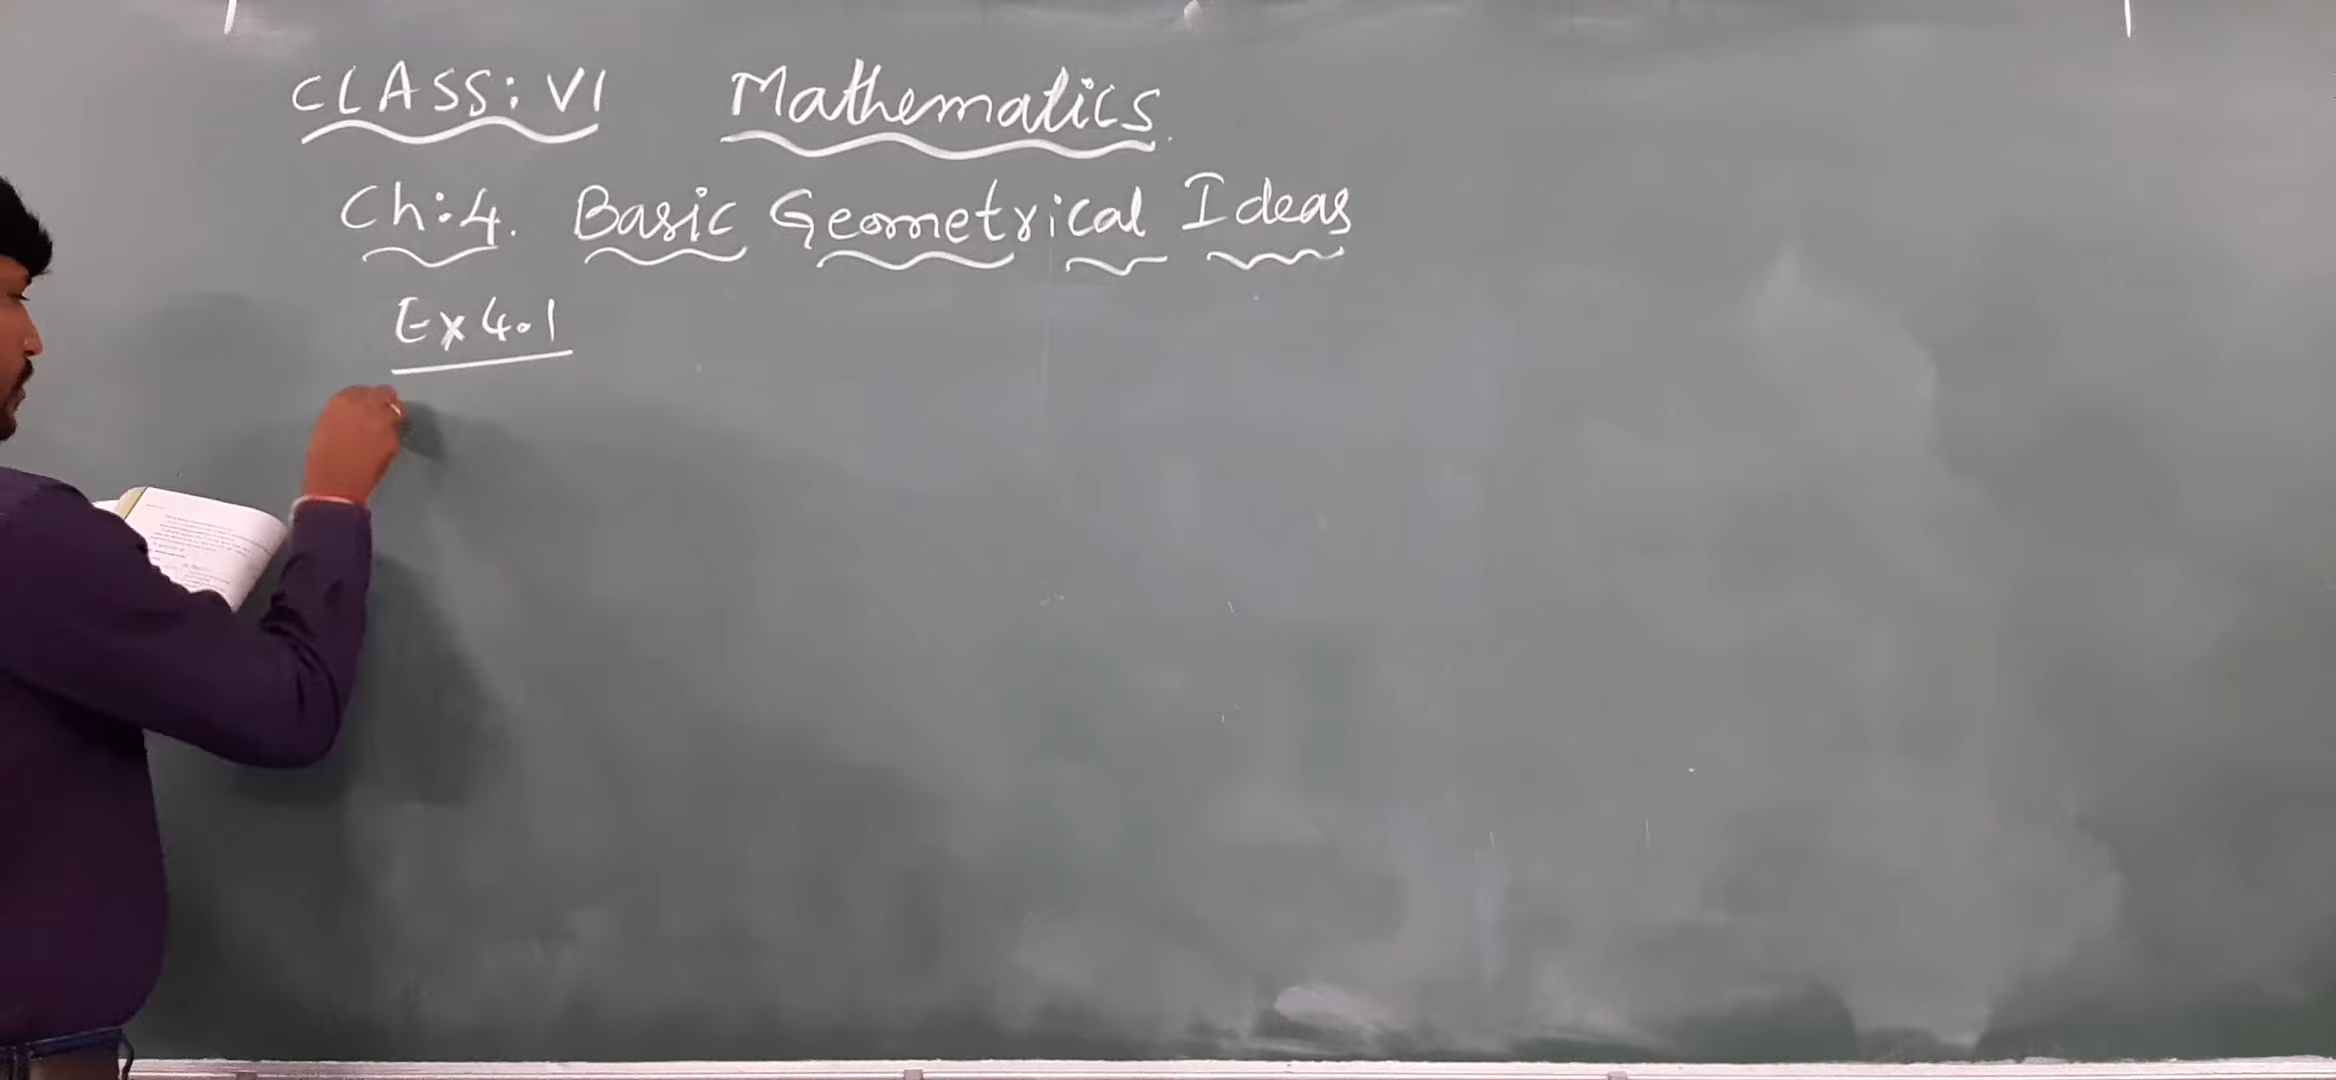 CLASS: VI Mathematics.
Ch:4. Basic Geometrical Ideas
Ex 4.1